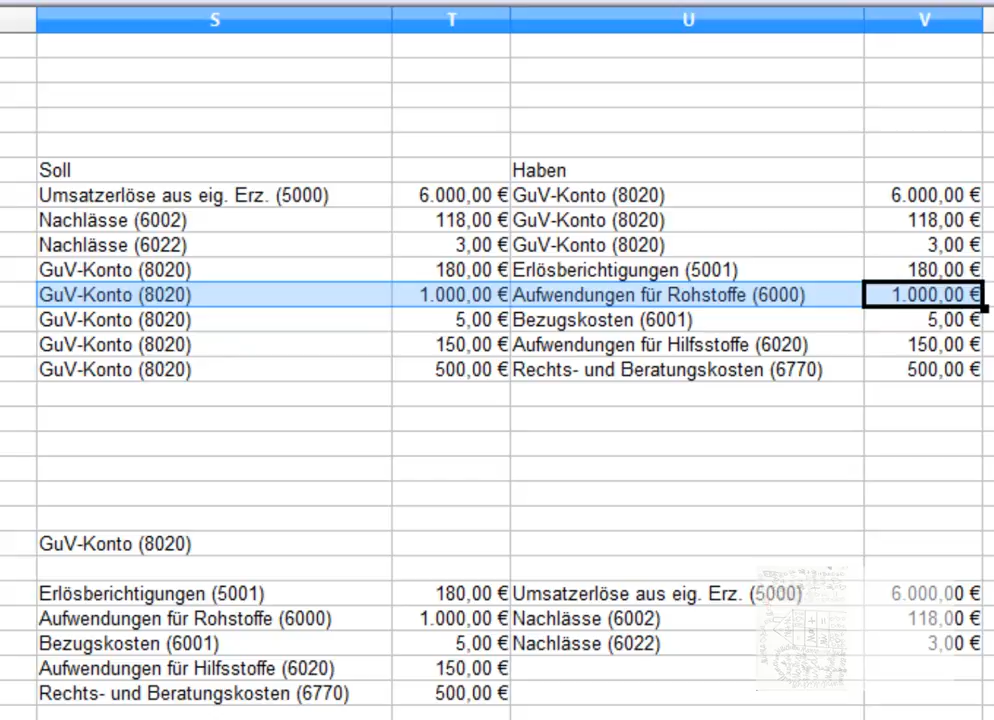 S T U V
Soll Haben
Umsatzerlöse aus eig. Erz. (5000) 6.000,00 € GuV-Konto (8020) 6.000,00 €
Nachlässe (6002) 118,00 € GuV-Konto (8020) 118,00 €
Nachlässe (6022) 3,00 € GuV-Konto (8020) 3,00 €
GuV-Konto (8020) 180,00 € Erlösberichtigungen (5001) 180,00 €
GuV-Konto (8020) 1.000,00 € Aufwendungen für Rohstoffe (6000) 1.000,00 €
GuV-Konto (8020) 5,00 € Bezugskosten (6001) 5,00 €
GuV-Konto (8020) 150,00 € Aufwendungen für Hilfsstoffe (6020) 150,00 €
GuV-Konto (8020) 500,00 € Rechts- und Beratungskosten (6770) 500,00 €
GuV-Konto (8020)
Erlösberichtigungen (5001) 180,00 € Umsatzerlöse aus eig. Erz. (5000) 6.000,00 €
Aufwendungen für Rohstoffe (6000) 1.000,00 € Nachlässe (6002) 118,00 €
Bezugskosten (6001) 5,00 € Nachlässe (6022) 3,00 €
Aufwendungen für Hilfsstoffe (6020) 150,00 €
Rechts- und Beratungskosten (6770) 500,00 €